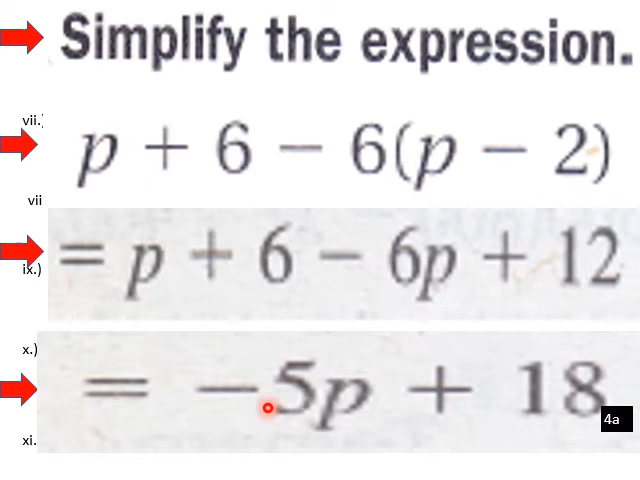 Simplify the expression.
vii.)
p + 6 − 6(p − 2)
vii
= p + 6 − 6p + 12
ix.)
x.)
= −5p + 18
4a
xi.